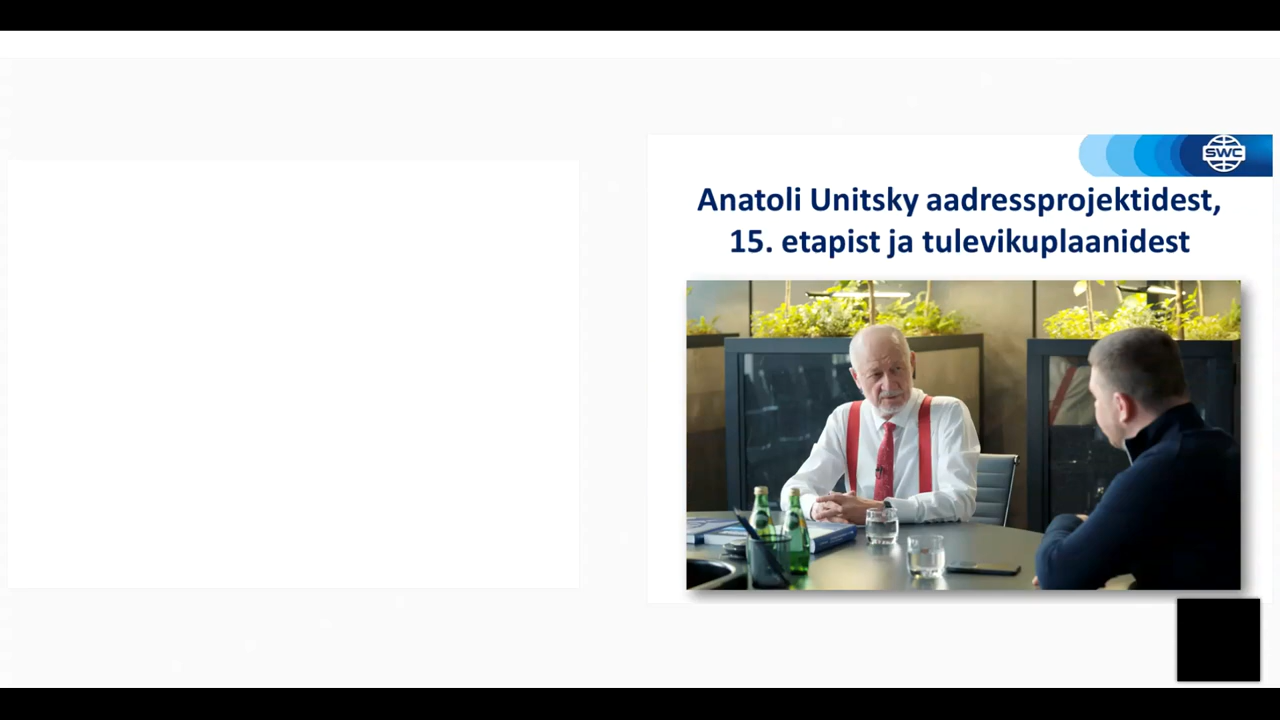 SWC
Anatoli Unitsky aadressprojektidest,
15. etapist ja tulevikuplaanidest